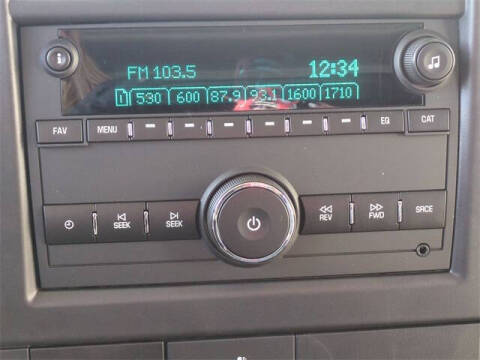 FM 103.5 12:34
1 530 600 87.9 93.1 1600 1710
FAV MENU EQ CAT
SEEK SEEK REV FWD SRCE